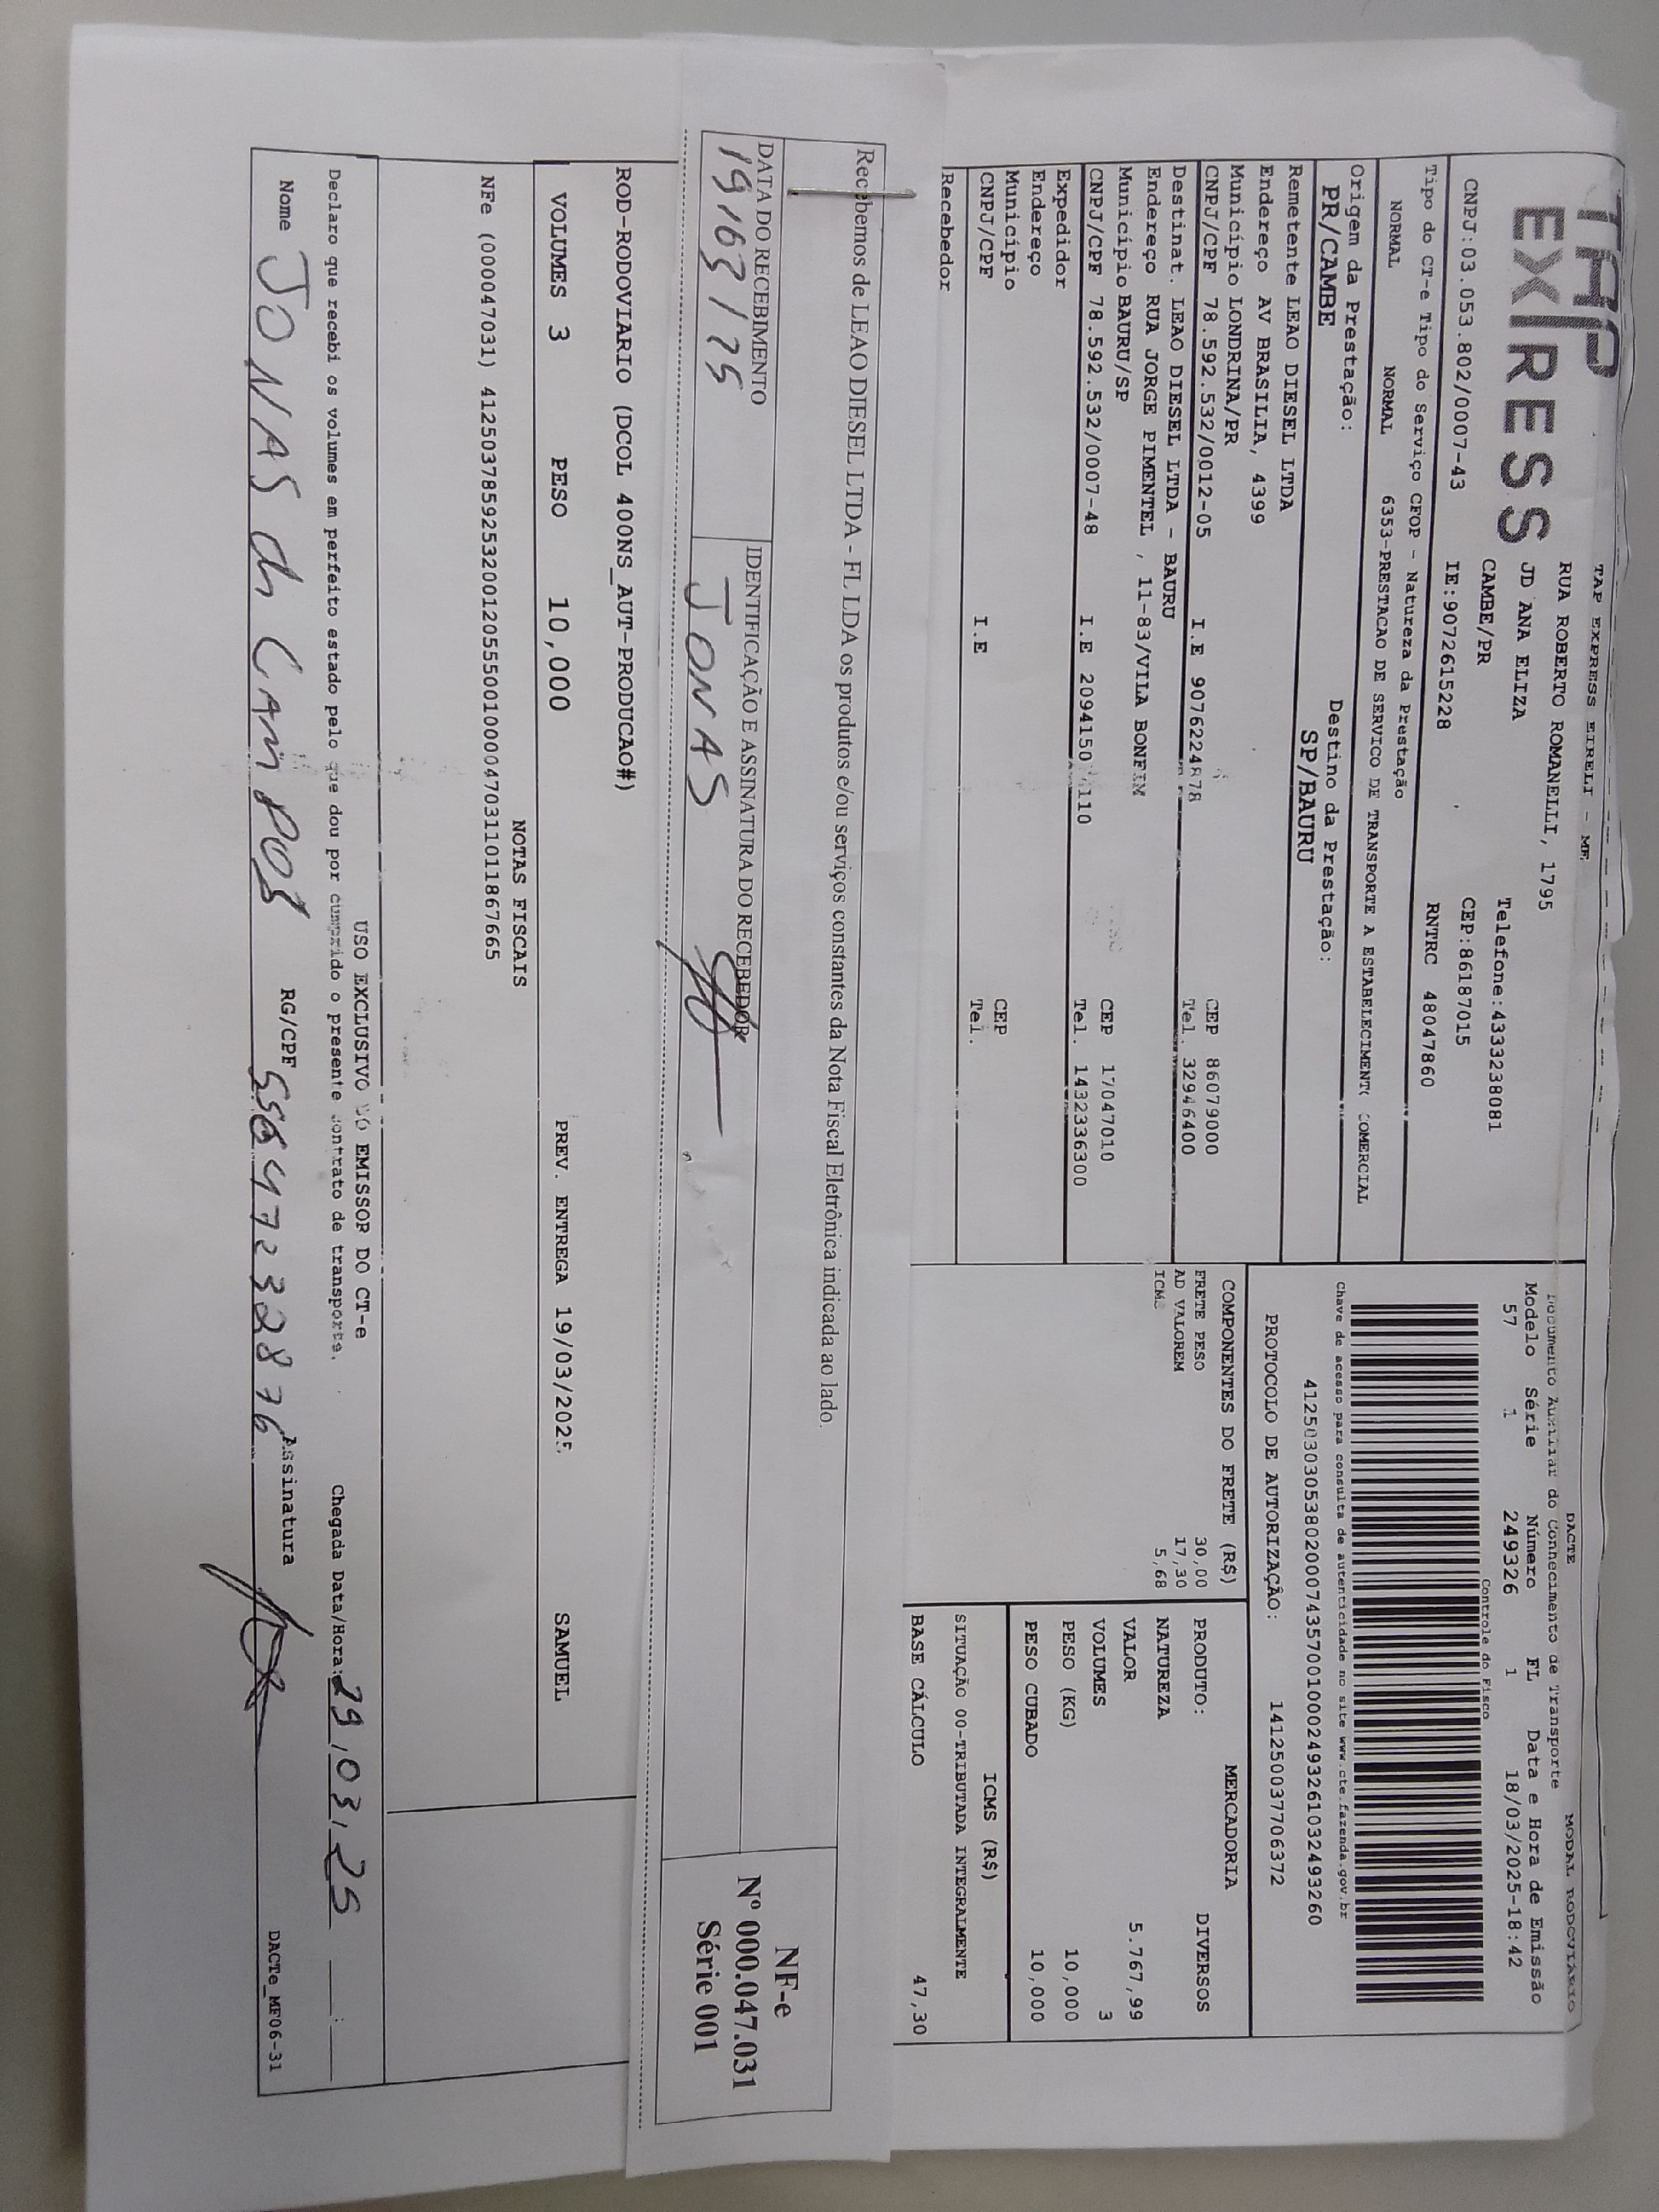 TAP EXPRESS EIRELI - ME
TAP
EXPRESS
RUA ROBERTO ROMANELLI, 1795
JD ANA ELIZA
Telefone:4333238081
CAMBE/PR
CEP:86187015
CNPJ:03.053.802/0007-43 IE:9072615228
RNTRC 48047860
Tipo do CT-e Tipo do Serviço CFOP - Natureza da Prestação
NORMAL NORMAL 6353-PRESTACAO DE SERVICO DE TRANSPORTE A ESTABELECIMENT COMERCIAL
Origem da Prestação: Destino da Prestação:
PR/CAMBE SP/BAURU
DACTE
MODAL RODOVIARIO
Documento Auxiliar do Conhecimento de Transporte
Modelo Série Número FL Data e Hora de Emissão
57 1 249326 1 18/03/2025-18:42
Controle do Fisco
Chave de acesso para consulta de autenticidade no site www.cte.fazenda.gov.br
41250303053802000743570010002493261032493260
PROTOCOLO DE AUTORIZAÇÃO: 141250037706372
Remetente LEAO DIESEL LTDA
Endereço AV BRASILIA, 4399
Município LONDRINA/PR CEP 86079000
CNPJ/CPF 78.592.532/0012-05 I.E 9076224878 Tel. 32946400
Destinat. LEAO DIESEL LTDA - BAURU
Endereço RUA JORGE PIMENTEL , 11-83/VILA BONFIM
Município BAURU/SP CEP 17047010
CNPJ/CPF 78.592.532/0007-48 I.E 2094150 110 Tel. 1432336300
Expedidor
Endereço
Município CEP
CNPJ/CPF I.E Tel.
Recebedor
COMPONENTES DO FRETE (R$)
FRETE PESO 30,00
AD VALOREM 17,30
ICMS 5,68
MERCADORIA
PRODUTO: DIVERSOS
NATUREZA
VALOR 5.767,99
VOLUMES 3
PESO (KG) 10,000
PESO CUBADO 10,000
ICMS (R$)
SITUAÇÃO 00-TRIBUTADA INTEGRALMENTE
BASE CÁLCULO 47,30
Recebemos de LEAO DIESEL LTDA - FL LDA os produtos e/ou serviços constantes da Nota Fiscal Eletrônica indicada ao lado.
DATA DO RECEBIMENTO IDENTIFICAÇÃO E ASSINATURA DO RECEBEDOR
19/03/25 JONAS
NF-e
Nº 000.047.031
Série 001
ROD-RODOVIARIO (DCOL 400NS_AUT-PRODUCAO#)
VOLUMES 3 PESO 10,000 PREV. ENTREGA 19/03/2025 SAMUEL
NOTAS FISCAIS
NFe (000047031) 41250378592532001205550010000470311011867665
USO EXCLUSIVO DO EMISSOR DO CT-e
Declaro que recebi os volumes em perfeito estado pelo que dou por cumprido o presente contrato de transporte. Chegada Data/Hora:29/03/25 __:__
Nome JONAS de CAMPOS RG/CPF Assinatura
DACTe_MF06-31